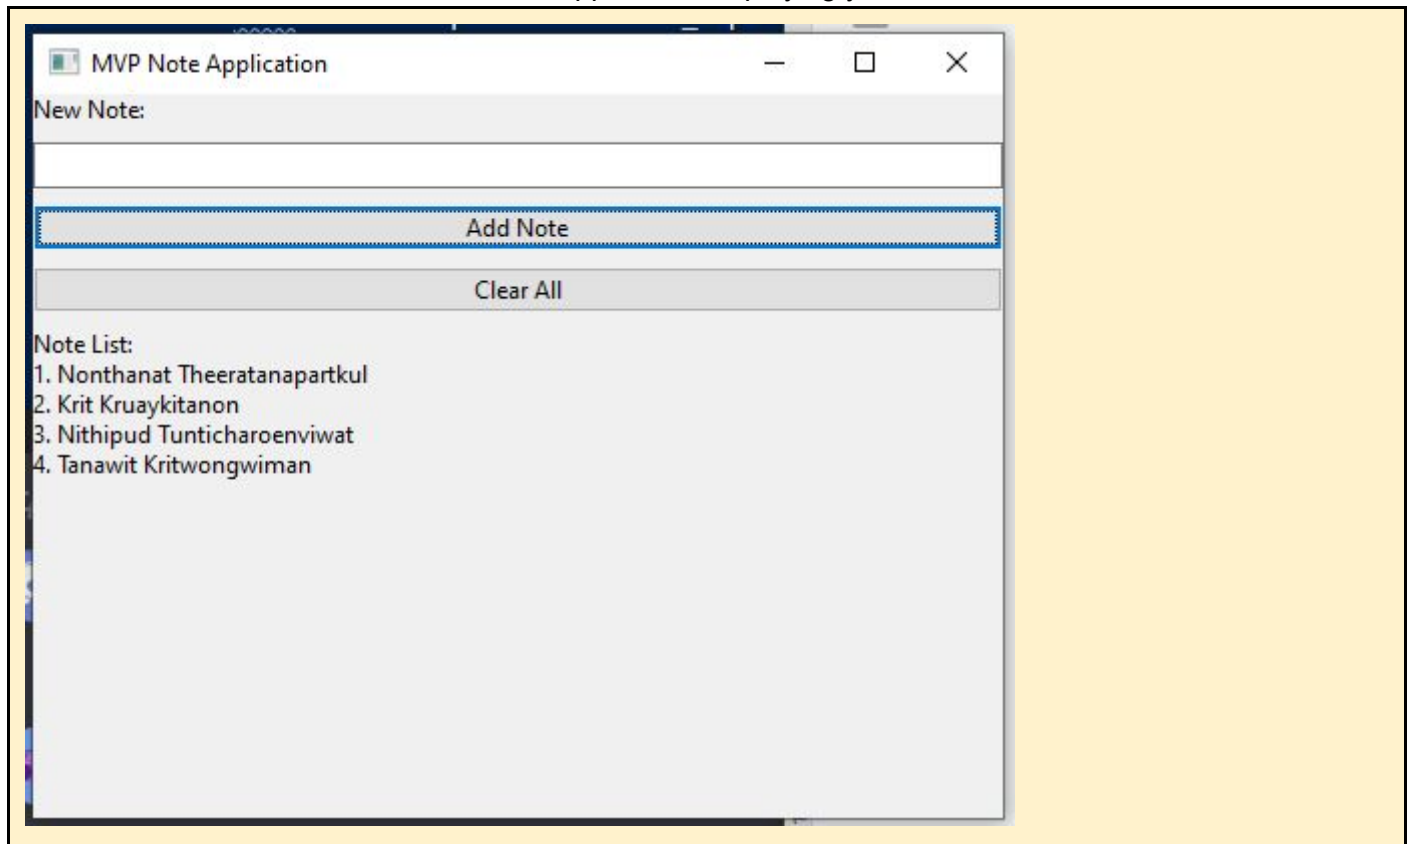 MVP Note Application
New Note:
Add Note
Clear All
Note List:
1. Nonthanat Theeratanapartkul
2. Krit Kruaykitanon
3. Nithipud Tunticharoenviwat
4. Tanawit Kritwongwiman